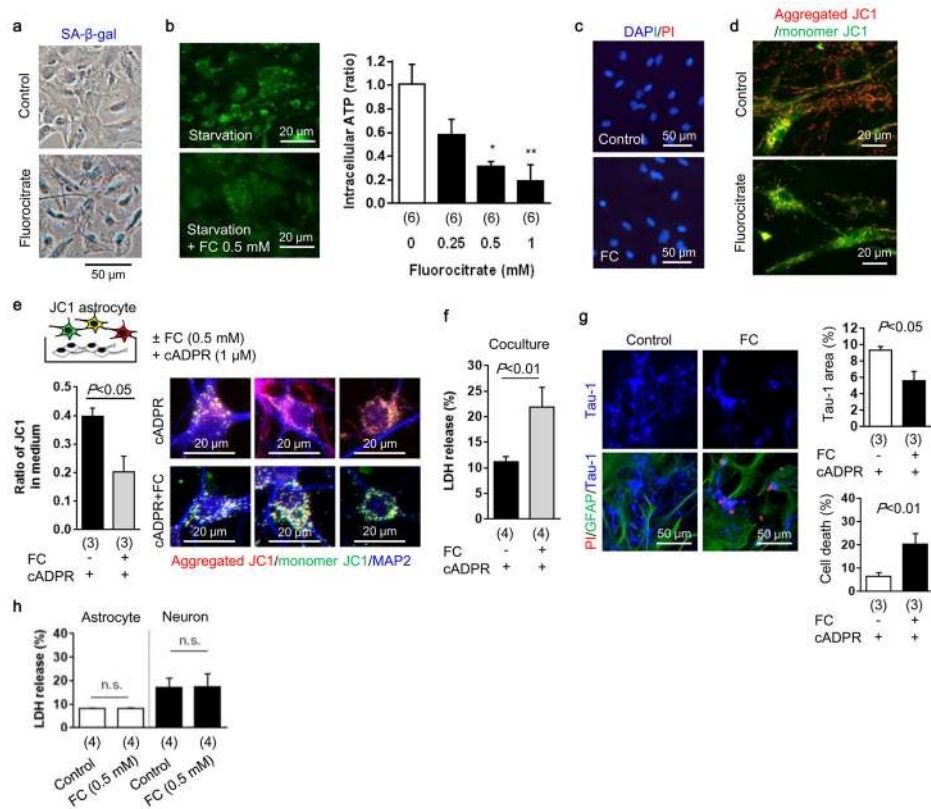 a
SA-β-gal
Control
Fluorocitrate
50 μm
b
Starvation
20 μm
Starvation
+ FC 0.5 mM
20 μm
Intracellular ATP (ratio)
1.2
1.0
0.8
0.6
0.4
0.2
0.0
*
**
(6) (6) (6) (6)
0 0.25 0.5 1
Fluorocitrate (mM)
c
DAPI/PI
50 μm
Control
50 μm
FC
d
Aggregated JC1
/monomer JC1
Control
20 μm
Fluorocitrate
20 μm
e
JC1 astrocyte
± FC (0.5 mM)
+ cADPR (1 μM)
Ratio of JC1
in medium
0.5
0.4
0.3
0.2
0.1
0.0
P<0.05
(3) (3)
FC - +
cADPR + +
cADPR
20 μm 20 μm 20 μm
cADPR+FC
20 μm 20 μm 20 μm
Aggregated JC1/monomer JC1/MAP2
f
Coculture
P<0.01
LDH release (%)
30
20
10
0
(4) (4)
FC - +
cADPR + +
g
Control FC
Tau-1
PI/GFAP/Tau-1
50 μm 50 μm
P<0.05
Tau-1 area (%)
12
10
8
6
4
2
0
(3) (3)
FC - +
cADPR + +
P<0.01
Cell death (%)
40
30
20
10
0
(3) (3)
FC - +
cADPR + +
h
Astrocyte Neuron
LDH release (%)
40
30
20
10
0
n.s. n.s.
(4) (4) (4) (4)
Control FC (0.5 mM) Control FC (0.5 mM)